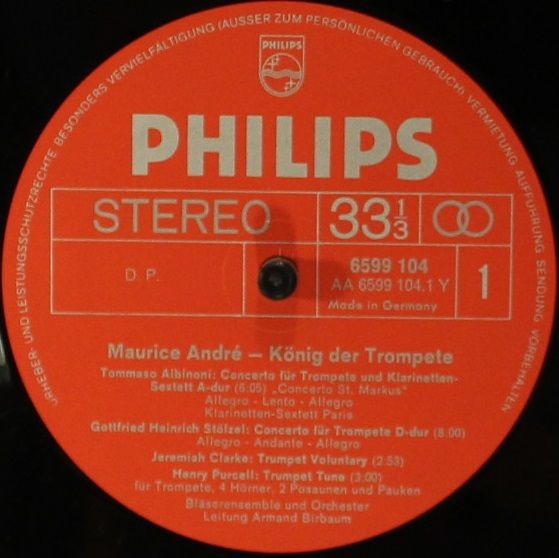 URHEBER- UND LEISTUNGSSCHUTZRECHTE BESONDERS VERVIELFÄLTIGUNG (AUSSER ZUM PERSÖNLICHEN GEBRAUCH), VERMIETUNG, AUFFÜHRUNG, SENDUNG VORBEHALTEN
PHILIPS
PHILIPS
STEREO 33 1/3
D.P. 6599 104 1
AA 6599 104.1 Y
Made in Germany
Maurice André – König der Trompete
Tommaso Albinoni: Concerto für Trompete und Klarinetten-
Sextett A-dur (6:05) „Concerto St. Markus"
Allegro - Lento - Allegro
Klarinetten-Sextett Paris
Gottfried Heinrich Stölzel: Concerto für Trompete D-dur (8:00)
Allegro - Andante - Allegro
Jeremiah Clarke: Trumpet Voluntary (2:53)
Henry Purcell: Trumpet Tune (3:00)
für Trompete, 4 Hörner, 2 Posaunen und Pauken
Bläserensemble und Orchester
Leitung Armand Birbaum